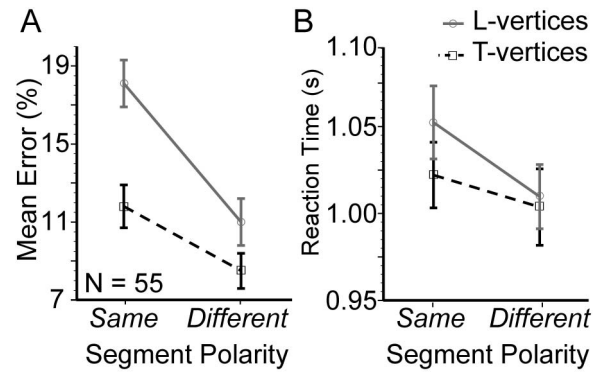 A
Mean Error (%)
19
15
11
7
N = 55
Same Different
Segment Polarity
B
L-vertices
T-vertices
Reaction Time (s)
1.10
1.05
1.00
0.95
Same Different
Segment Polarity